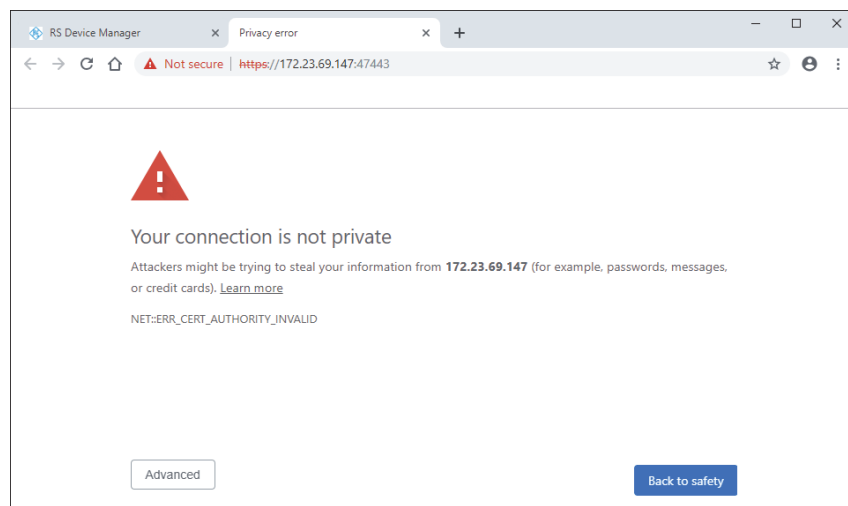 RS Device Manager
Privacy error
Not secure | https://172.23.69.147:47443
Your connection is not private
Attackers might be trying to steal your information from 172.23.69.147 (for example, passwords, messages,
or credit cards). Learn more
NET::ERR_CERT_AUTHORITY_INVALID
Advanced
Back to safety